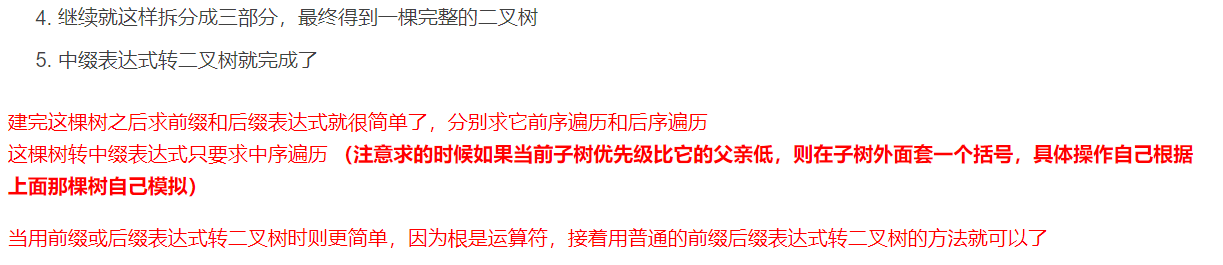 4. 继续就这样拆分成三部分，最终得到一棵完整的二叉树
5. 中缀表达式转二叉树就完成了
建完这棵树之后求前缀和后缀表达式就很简单了，分别求它前序遍历和后序遍历
这棵树转中缀表达式只要求中序遍历 （注意求的时候如果当前子树优先级比它的父亲低，则在子树外面套一个括号，具体操作自己根据
上面那棵树自己模拟）
当用前缀或后缀表达式转二叉树时则更简单，因为根是运算符，接着用普通的前缀后缀表达式转二叉树的方法就可以了